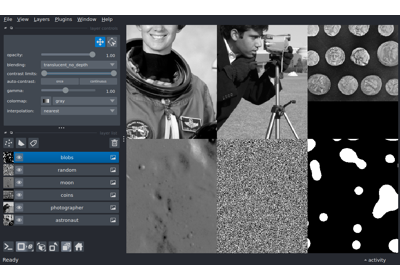 File View Layers Plugins Window Help
opacity: 1.00
blending: translucent_no_depth
contrast limits:
auto-contrast: once continuous
gamma: 1.00
colormap: gray
interpolation: nearest
blobs
random
moon
coins
photographer
astronaut
Ready
activity